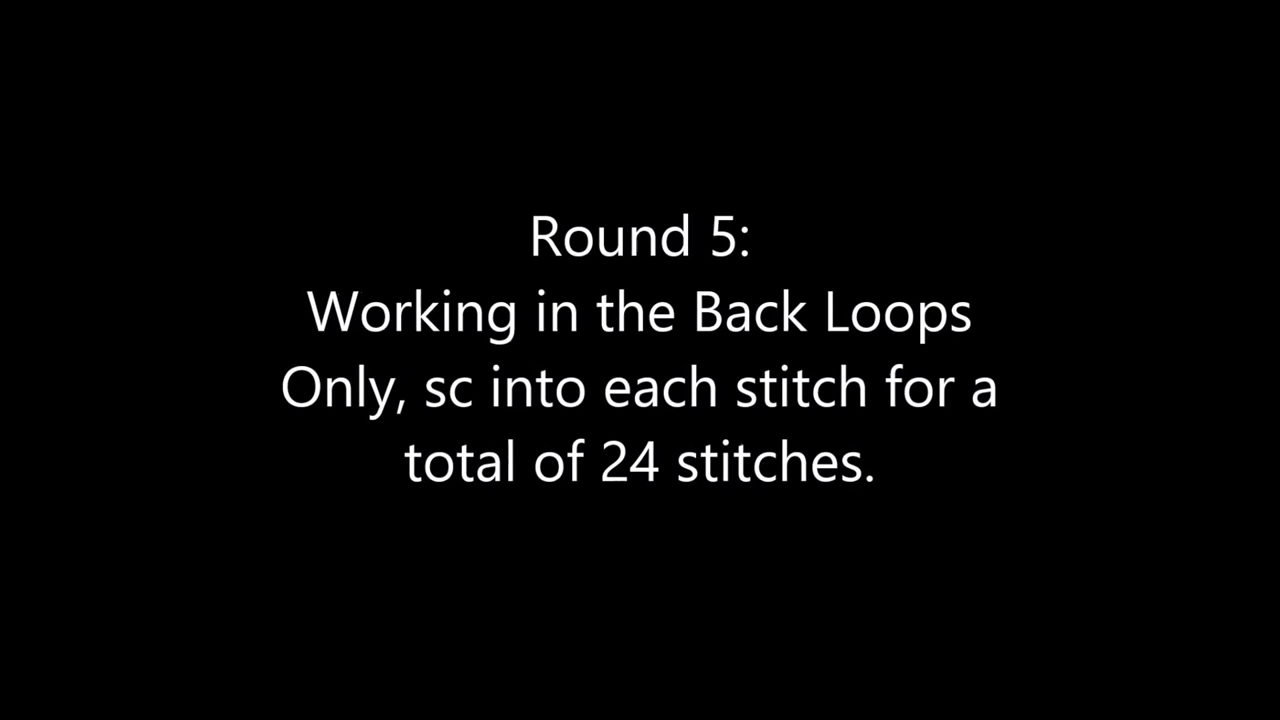 Round 5:
Working in the Back Loops
Only, sc into each stitch for a
total of 24 stitches.